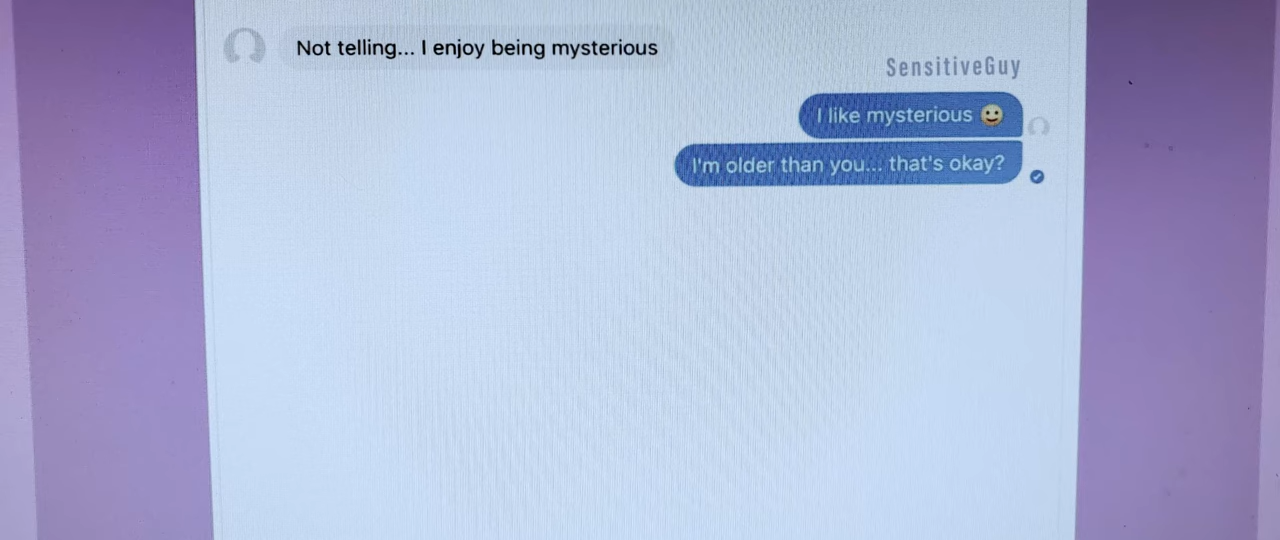 Not telling... I enjoy being mysterious
SensitiveGuy
I like mysterious 😀
I'm older than you... that's okay?